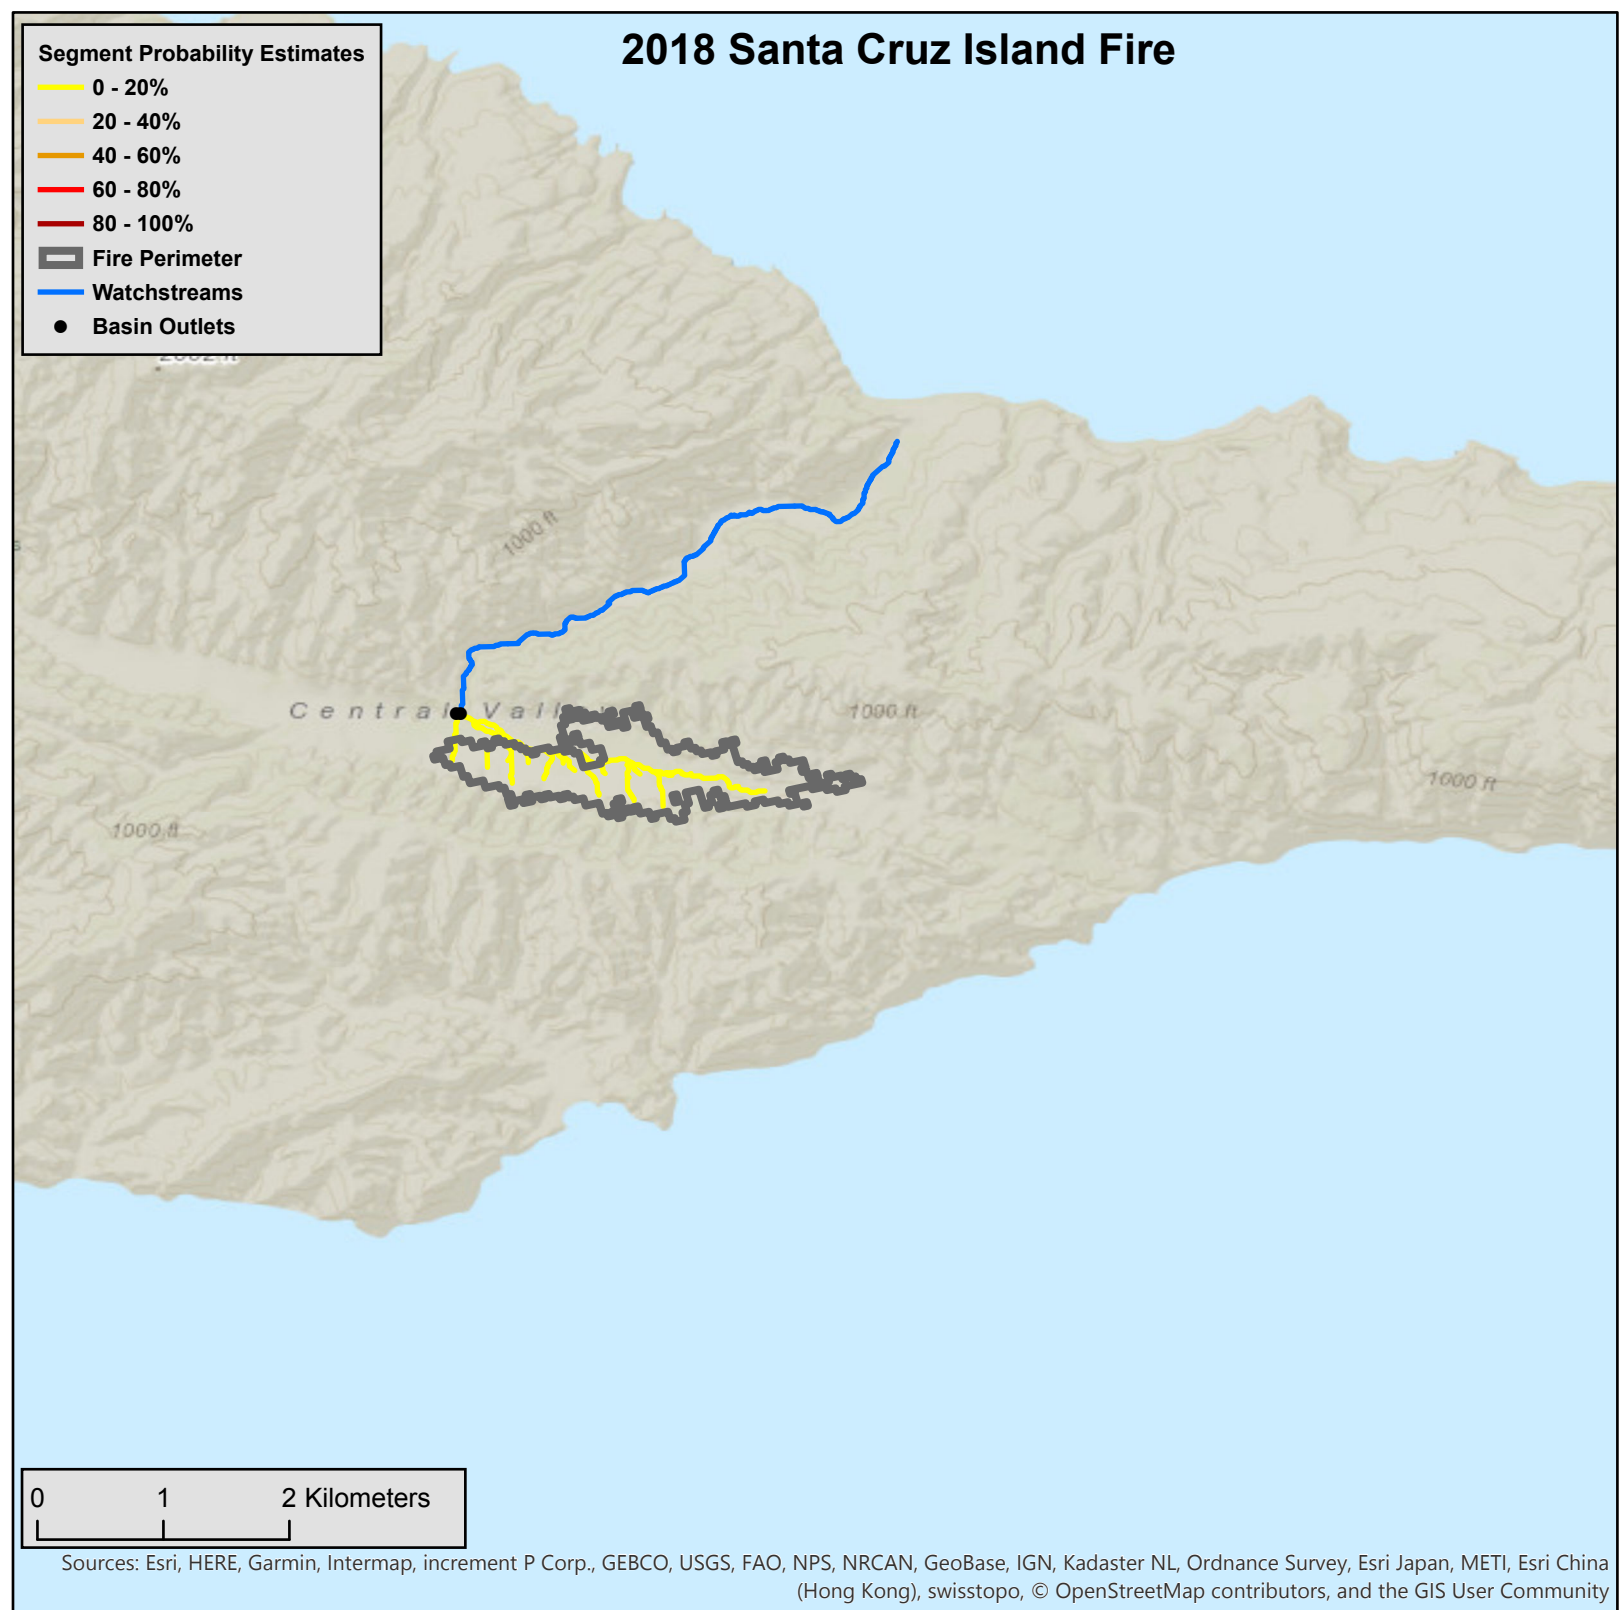 2018 Santa Cruz Island Fire
Segment Probability Estimates
0 - 20%
20 - 40%
40 - 60%
60 - 80%
80 - 100%
Fire Perimeter
Watchstreams
Basin Outlets
1000 ft
Central
1000 ft
1000 ft
1000 ft
0 1 2 Kilometers
Sources: Esri, HERE, Garmin, Intermap, increment P Corp., GEBCO, USGS, FAO, NPS, NRCAN, GeoBase, IGN, Kadaster NL, Ordnance Survey, Esri Japan, METI, Esri China
(Hong Kong), swisstopo, © OpenStreetMap contributors, and the GIS User Community